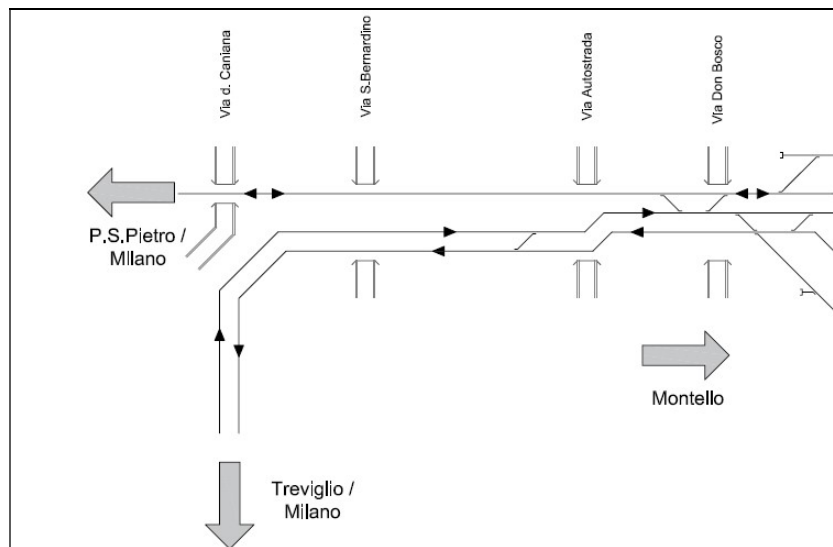 Via d. Caniana
Via S.Bernardino
Via Autostrada
Via Don Bosco
P.S.Pietro /
MIlano
Montello
Treviglio /
Milano